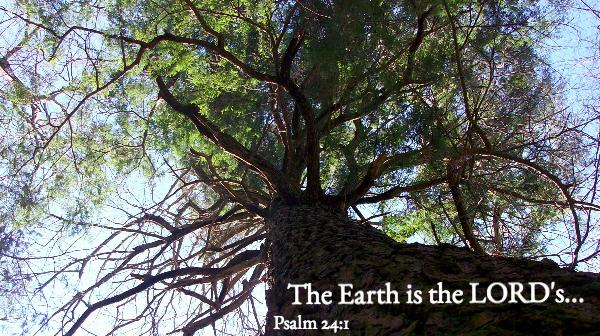 The Earth is the LORD's...
Psalm 24:1